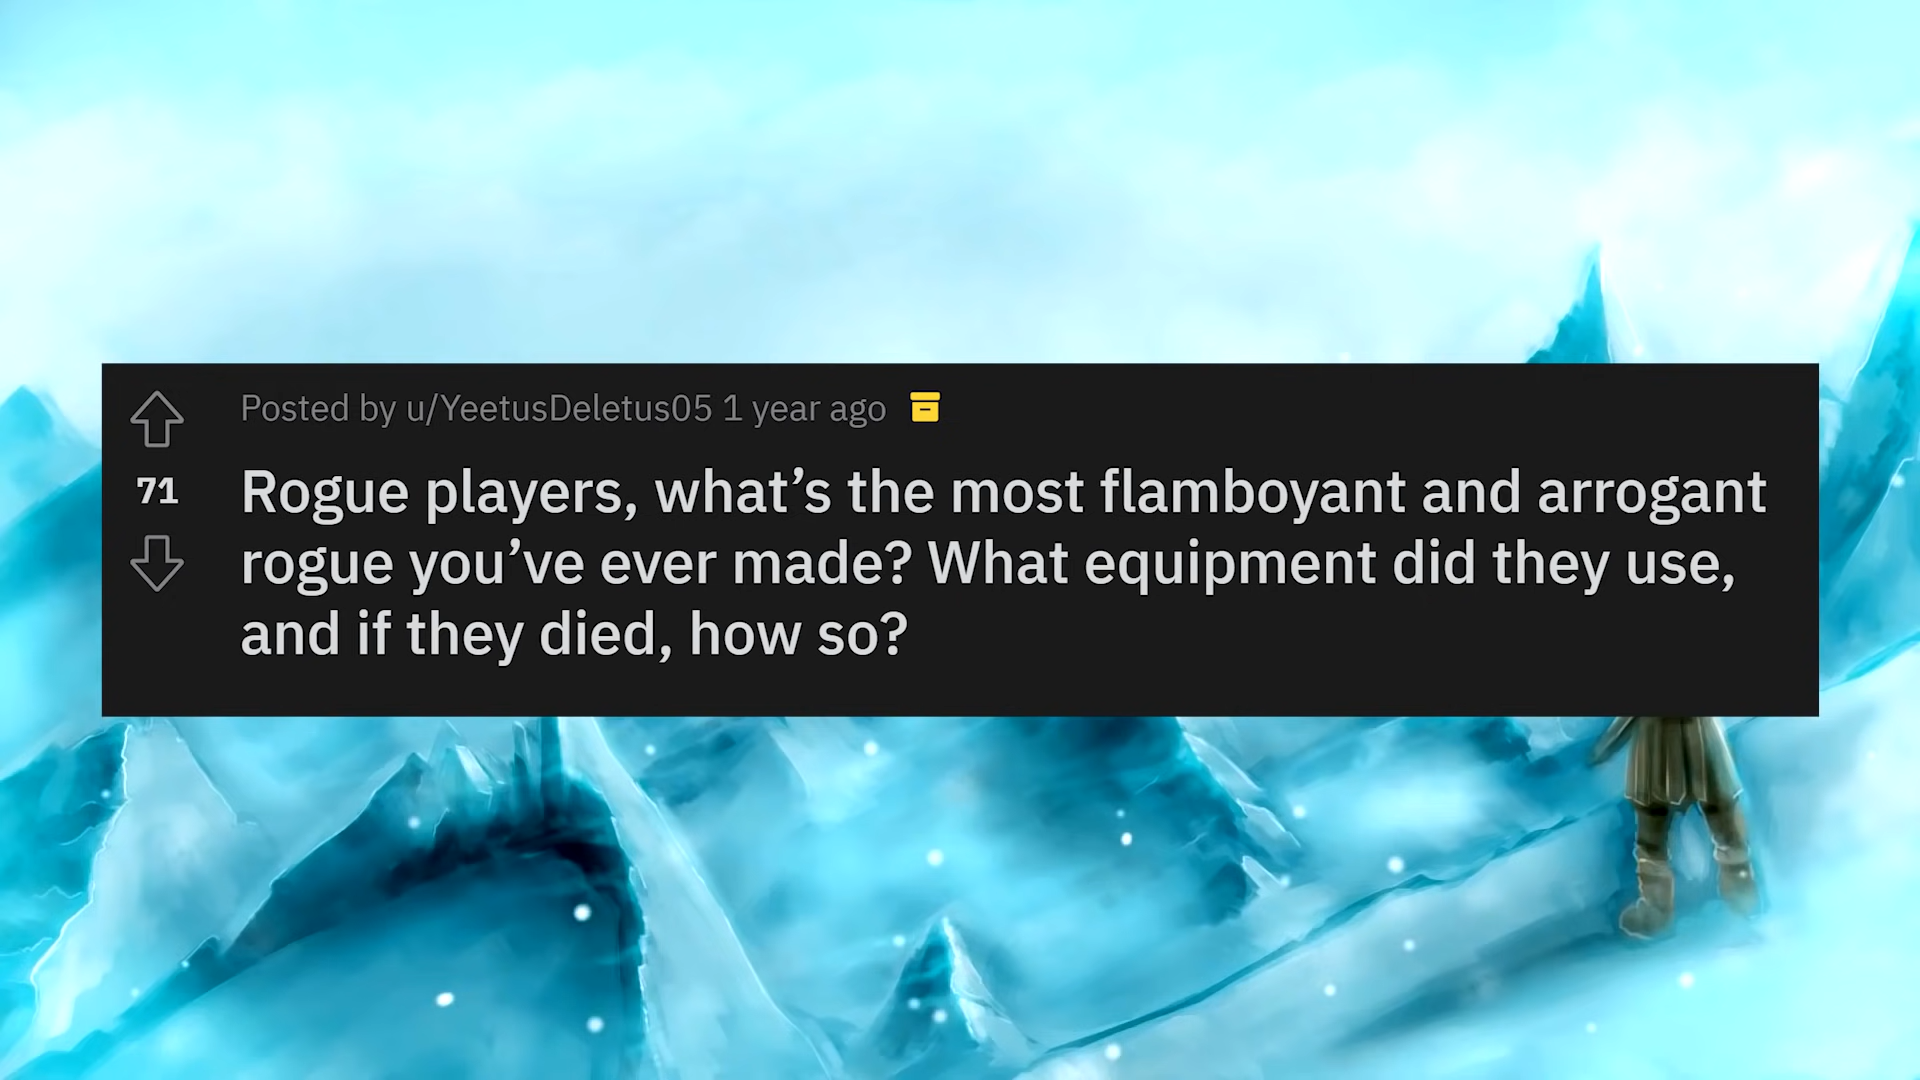 Posted by u/YeetusDeletus05 1 year ago
71
Rogue players, what’s the most flamboyant and arrogant
rogue you’ve ever made? What equipment did they use,
and if they died, how so?